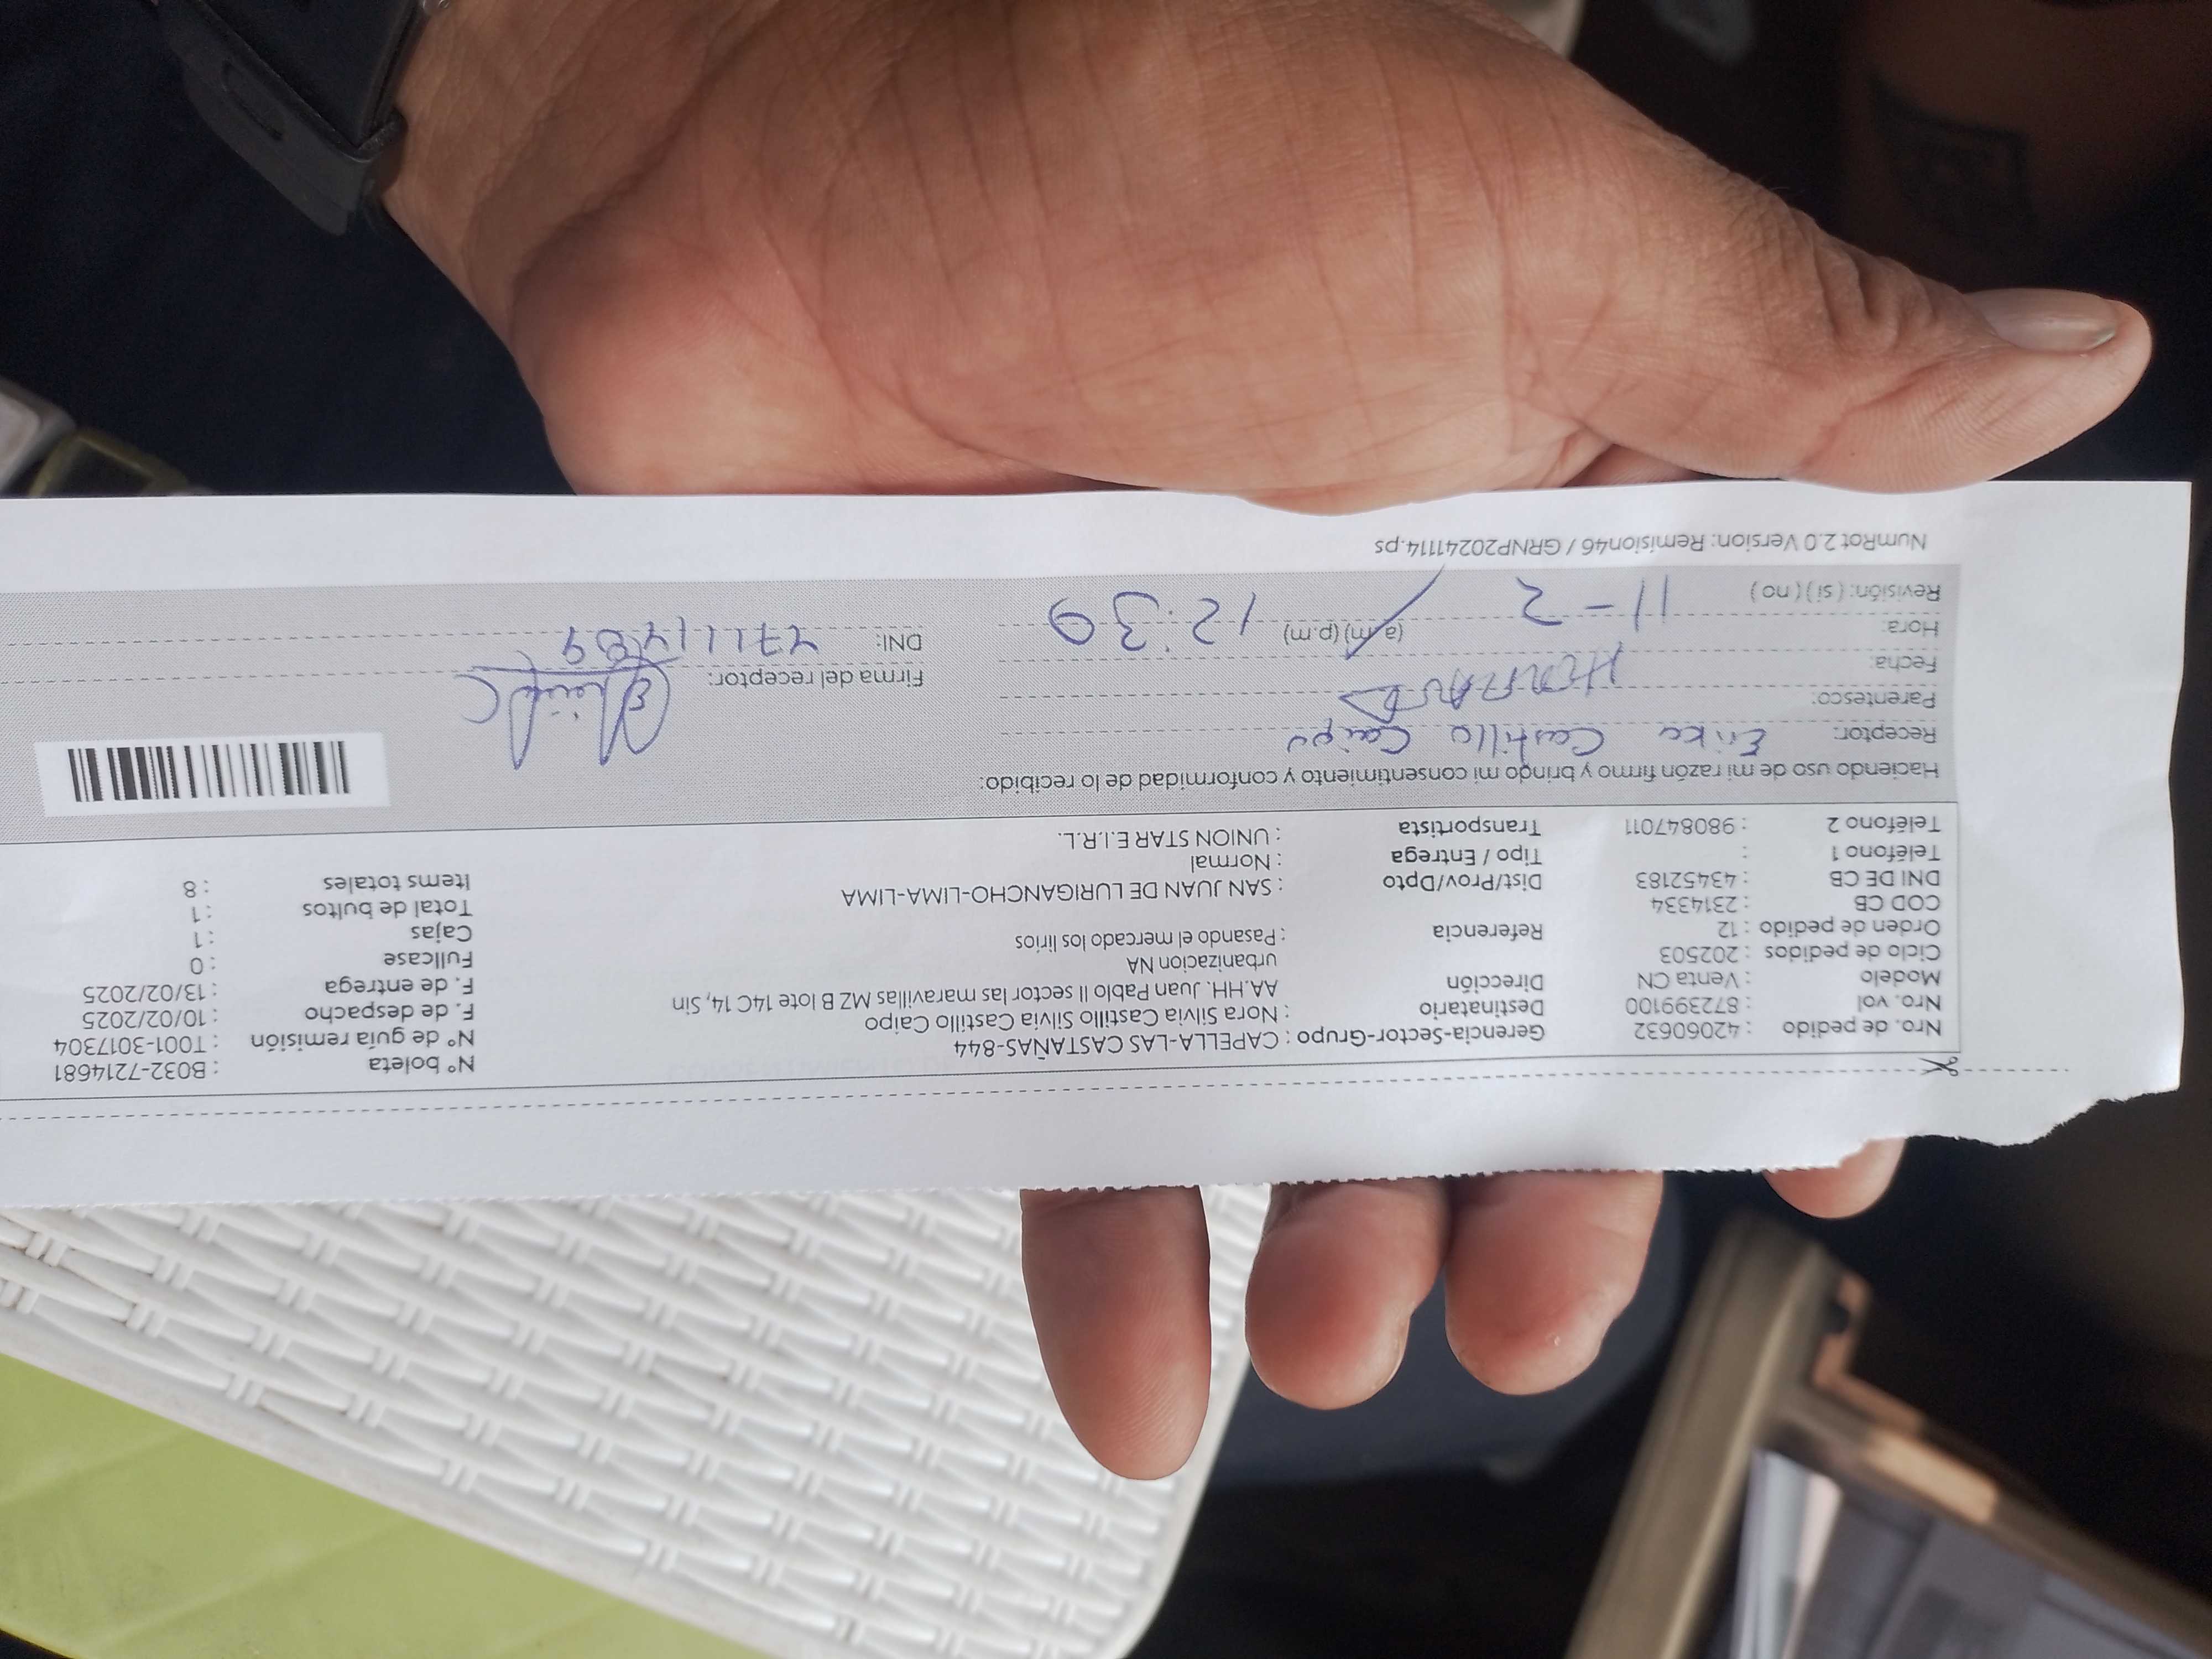 Nro. de pedido : 42060632 Gerencia-Sector-Grupo : CAPELLA-LAS CASTAÑAS-844 N° boleta : B032-7214681
Nro. vol : 872399100 Destinatario : Nora Silvia Castillo Silvia Castillo Caipo N° de guía remisión : T001-3017304
Modelo : Venta CN Dirección AA.HH. Juan Pablo II sector las maravillas MZ B lote 14C 14, Sin F. de despacho : 10/02/2025
urbanizacion NA F. de entrega : 13/02/2025
Ciclo de pedidos : 202503 Fullcase : 0
Orden de pedido : 12 Referencia : Pasando el mercado los lirios Cajas : 1
COD CB : 2314334 Total de bultos : 1
DNI DE CB : 43452183 Dist/Prov/Dpto : SAN JUAN DE LURIGANCHO-LIMA-LIMA Items totales : 8
Teléfono 1 : Tipo / Entrega : Normal
Teléfono 2 : 980847011 Transportista : UNION STAR E.I.R.L.
Haciendo uso de mi razón firmo y bringo mi consentimiento y conformidad de lo recibido:
Receptor: Erika Castillo Caipo
Parentesco: HERMANA
Firma del receptor:
Fecha: 11-2
Hora: (a.m) (p.m) 12:39
DNI:
Revisión: ( si ) ( no )
NumRot 2.0 Version: Remision46 / GRNP20241114.ps